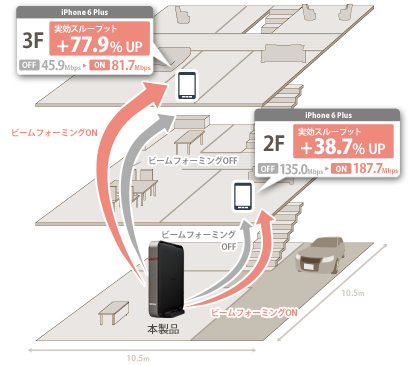 iPhone 6 Plus
3F
実効スループット
+77.9% UP
OFF 45.9Mbps ▶ ON 81.7Mbps
iPhone 6 Plus
2F
実効スループット
+38.7% UP
OFF 135.0Mbps ▶ ON 187.7Mbps
ビームフォーミングON
ビームフォーミングOFF
ビームフォーミング
OFF
ビームフォーミングON
本製品
10.5m
10.5m